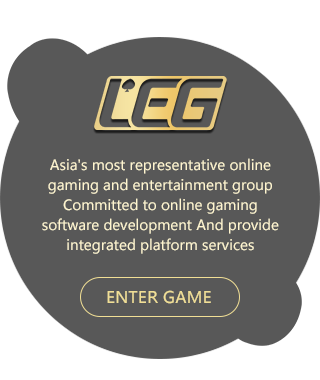 LEG
Asia's most representative online
gaming and entertainment group
Committed to online gaming
software development And provide
integrated platform services
ENTER GAME